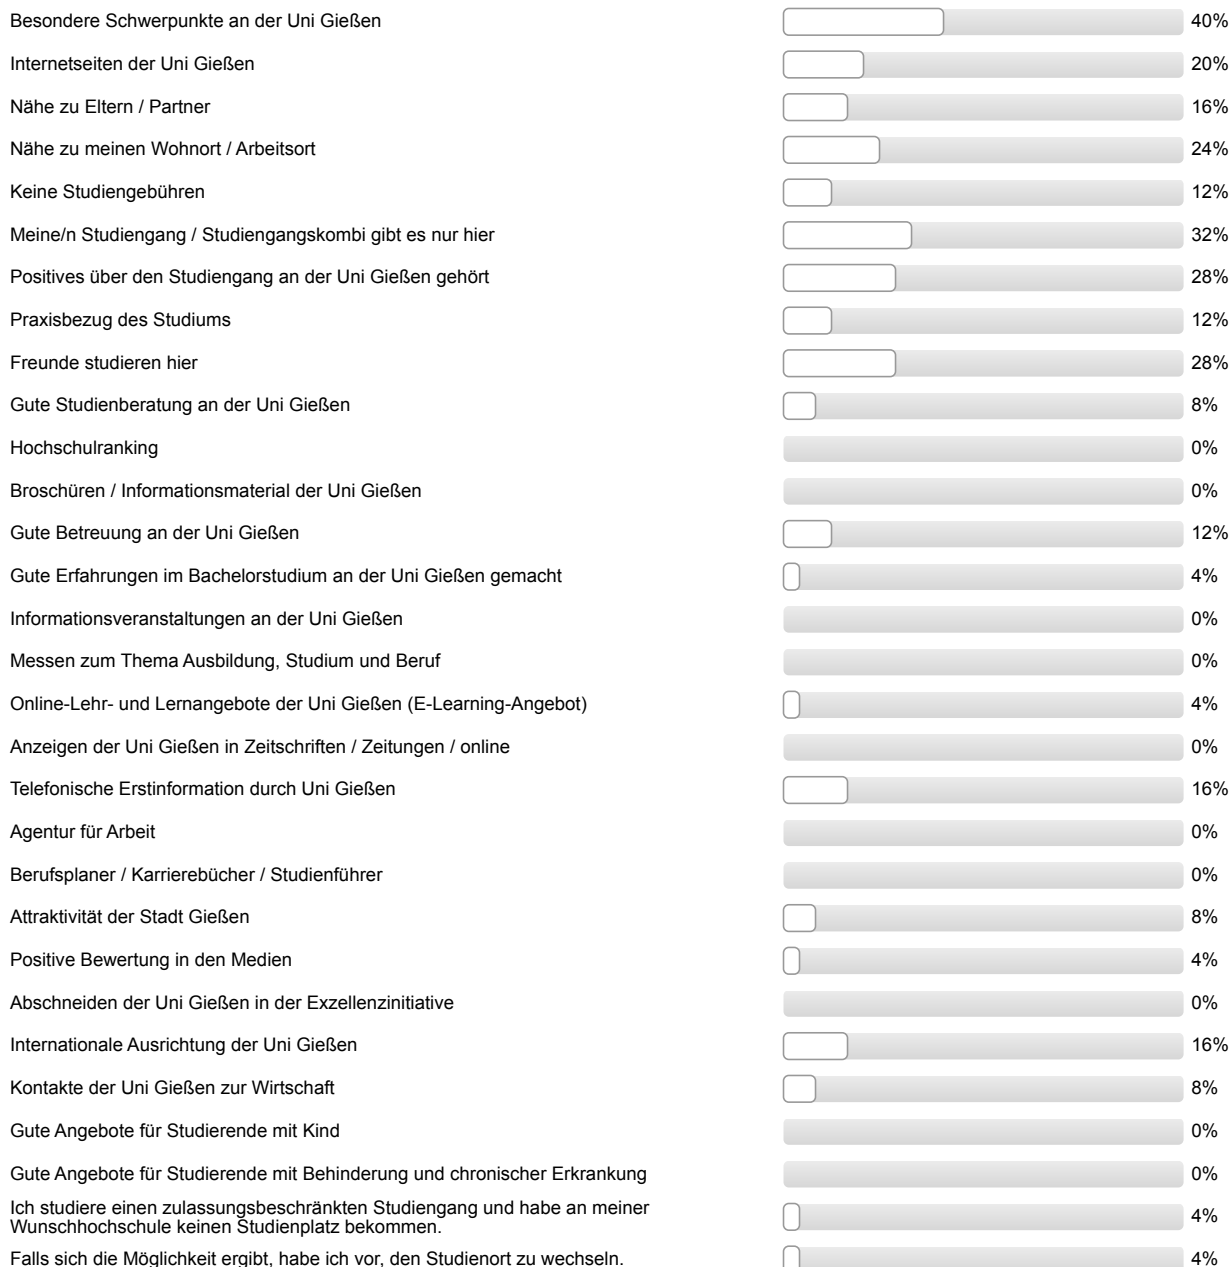 Besondere Schwerpunkte an der Uni Gießen 40%
Internetseiten der Uni Gießen 20%
Nähe zu Eltern / Partner 16%
Nähe zu meinen Wohnort / Arbeitsort 24%
Keine Studiengebühren 12%
Meine/n Studiengang / Studiengangskombi gibt es nur hier 32%
Positives über den Studiengang an der Uni Gießen gehört 28%
Praxisbezug des Studiums 12%
Freunde studieren hier 28%
Gute Studienberatung an der Uni Gießen 8%
Hochschulranking 0%
Broschüren / Informationsmaterial der Uni Gießen 0%
Gute Betreuung an der Uni Gießen 12%
Gute Erfahrungen im Bachelorstudium an der Uni Gießen gemacht 4%
Informationsveranstaltungen an der Uni Gießen 0%
Messen zum Thema Ausbildung, Studium und Beruf 0%
Online-Lehr- und Lernangebote der Uni Gießen (E-Learning-Angebot) 4%
Anzeigen der Uni Gießen in Zeitschriften / Zeitungen / online 0%
Telefonische Erstinformation durch Uni Gießen 16%
Agentur für Arbeit 0%
Berufsplaner / Karrierebücher / Studienführer 0%
Attraktivität der Stadt Gießen 8%
Positive Bewertung in den Medien 4%
Abschneiden der Uni Gießen in der Exzellenzinitiative 0%
Internationale Ausrichtung der Uni Gießen 16%
Kontakte der Uni Gießen zur Wirtschaft 8%
Gute Angebote für Studierende mit Kind 0%
Gute Angebote für Studierende mit Behinderung und chronischer Erkrankung 0%
Ich studiere einen zulassungsbeschränkten Studiengang und habe an meiner
Wunschhochschule keinen Studienplatz bekommen. 4%
Falls sich die Möglichkeit ergibt, habe ich vor, den Studienort zu wechseln. 4%